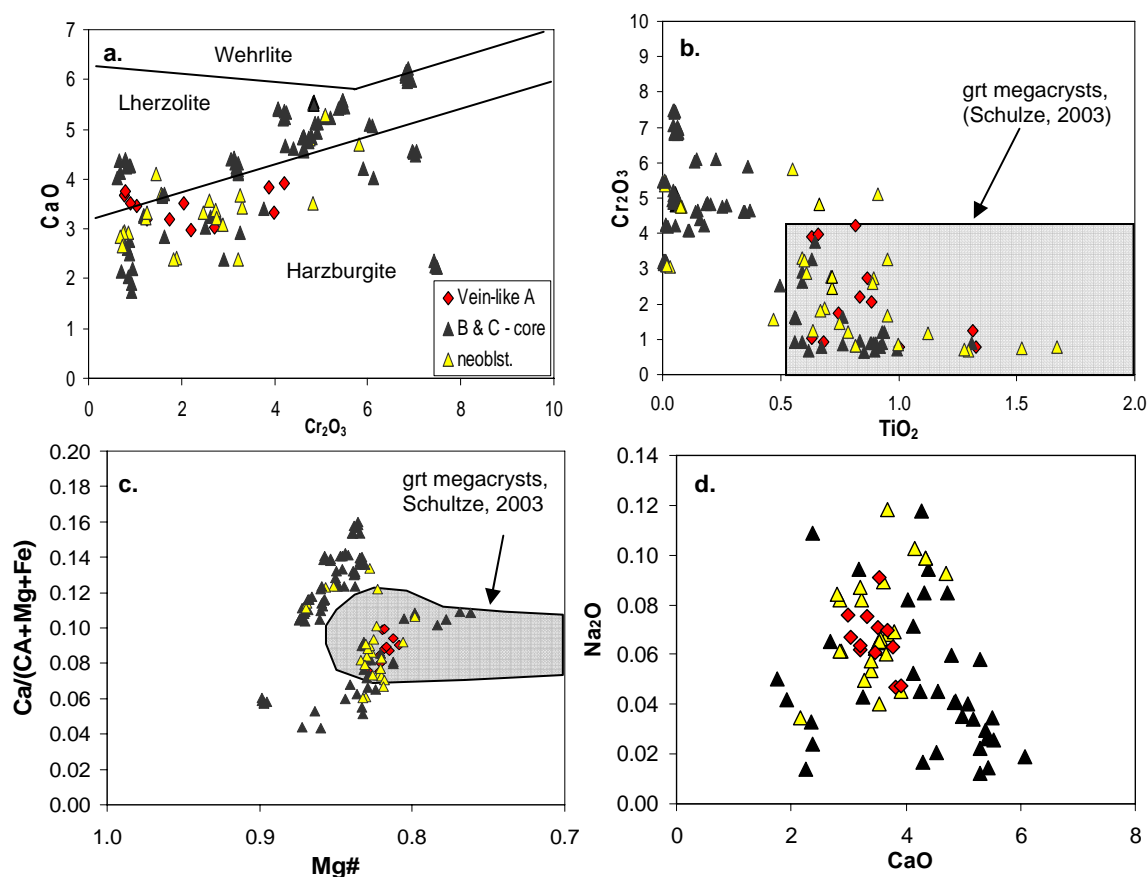 a.
Wehrlite
Lherzolite
Harzburgite
Vein-like A
B & C - core
neoblst.
CaO
7
6
5
4
3
2
1
0
0 2 4 6 8 10
Cr₂O₃
b.
grt megacrysts,
(Schulze, 2003)
Cr₂O₃
10
9
8
7
6
5
4
3
2
1
0
0.0 0.5 1.0 1.5 2.0
TiO₂
c.
grt megacrysts,
Schultze, 2003
Ca/(CA+Mg+Fe)
0.20
0.18
0.16
0.14
0.12
0.10
0.08
0.06
0.04
0.02
0.00
1.0 0.9 0.8 0.7
Mg#
d.
Na₂O
0.14
0.12
0.10
0.08
0.06
0.04
0.02
0.00
0 2 4 6 8
CaO